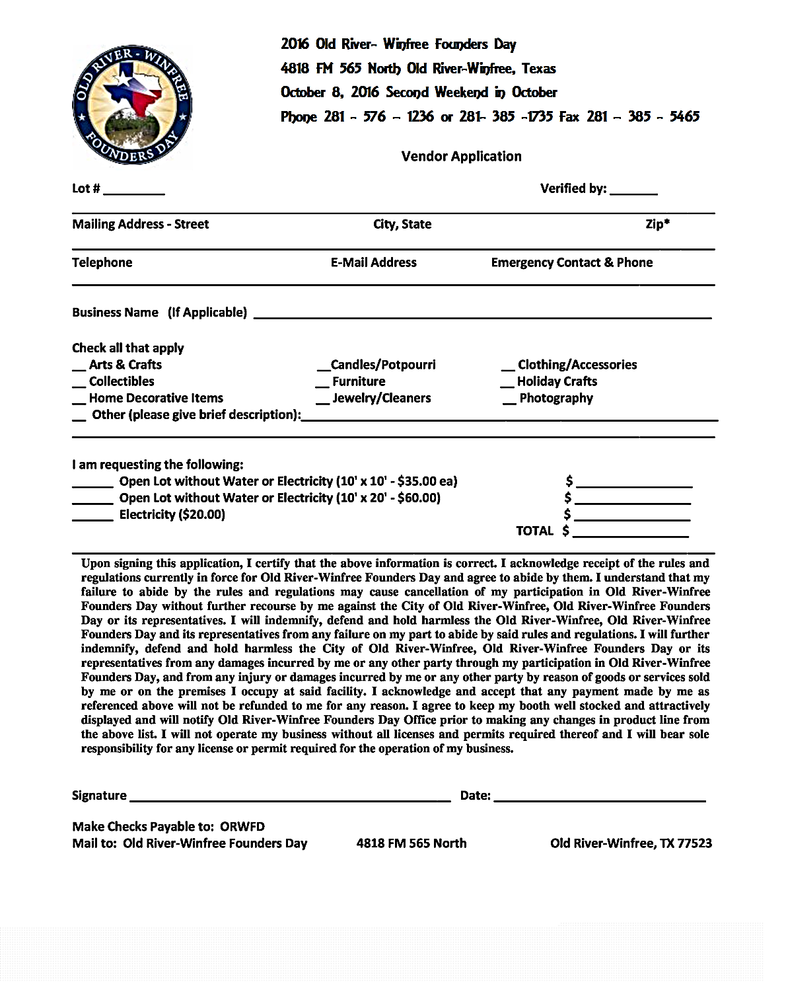 OLD RIVER - WINFREE
FOUNDERS DAY
2016 Old River- Winfree Founders Day
4818 FM 565 North Old River-Winfree, Texas
October 8, 2016 Second Weekend in October
Phone 281 - 576 - 1236 or 281- 385 -1735 Fax 281 - 385 - 5465
Vendor Application
Lot # _________ Verified by: _______
Mailing Address - Street City, State Zip*
Telephone E-Mail Address Emergency Contact & Phone
Business Name (If Applicable) ____________________
Check all that apply
__ Arts & Crafts __Candles/Potpourri __ Clothing/Accessories
__ Collectibles __ Furniture __ Holiday Crafts
__ Home Decorative Items __ Jewelry/Cleaners __ Photography
__ Other (please give brief description):____________________
I am requesting the following:
______ Open Lot without Water or Electricity (10' x 10' - $35.00 ea) $ _________________
______ Open Lot without Water or Electricity (10' x 20' - $60.00) $ _________________
______ Electricity ($20.00) $ _________________
TOTAL $ _________________
Upon signing this application, I certify that the above information is correct. I acknowledge receipt of the rules and
regulations currently in force for Old River-Winfree Founders Day and agree to abide by them. I understand that my
failure to abide by the rules and regulations may cause cancellation of my participation in Old River-Winfree
Founders Day without further recourse by me against the City of Old River-Winfree, Old River-Winfree Founders
Day or its representatives. I will indemnify, defend and hold harmless the Old River-Winfree, Old River-Winfree
Founders Day and its representatives from any failure on my part to abide by said rules and regulations. I will further
indemnify, defend and hold harmless the City of Old River-Winfree, Old River-Winfree Founders Day or its
representatives from any damages incurred by me or any other party through my participation in Old River-Winfree
Founders Day, and from any injury or damages incurred by me or any other party by reason of goods or services sold
by me or on the premises I occupy at said facility. I acknowledge and accept that any payment made by me as
referenced above will not be refunded to me for any reason. I agree to keep my booth well stocked and attractively
displayed and will notify Old River-Winfree Founders Day Office prior to making any changes in product line from
the above list. I will not operate my business without all licenses and permits required thereof and I will bear sole
responsibility for any license or permit required for the operation of my business.
Signature ____________________ Date: ____________________
Make Checks Payable to: ORWFD
Mail to: Old River-Winfree Founders Day 4818 FM 565 North Old River-Winfree, TX 77523